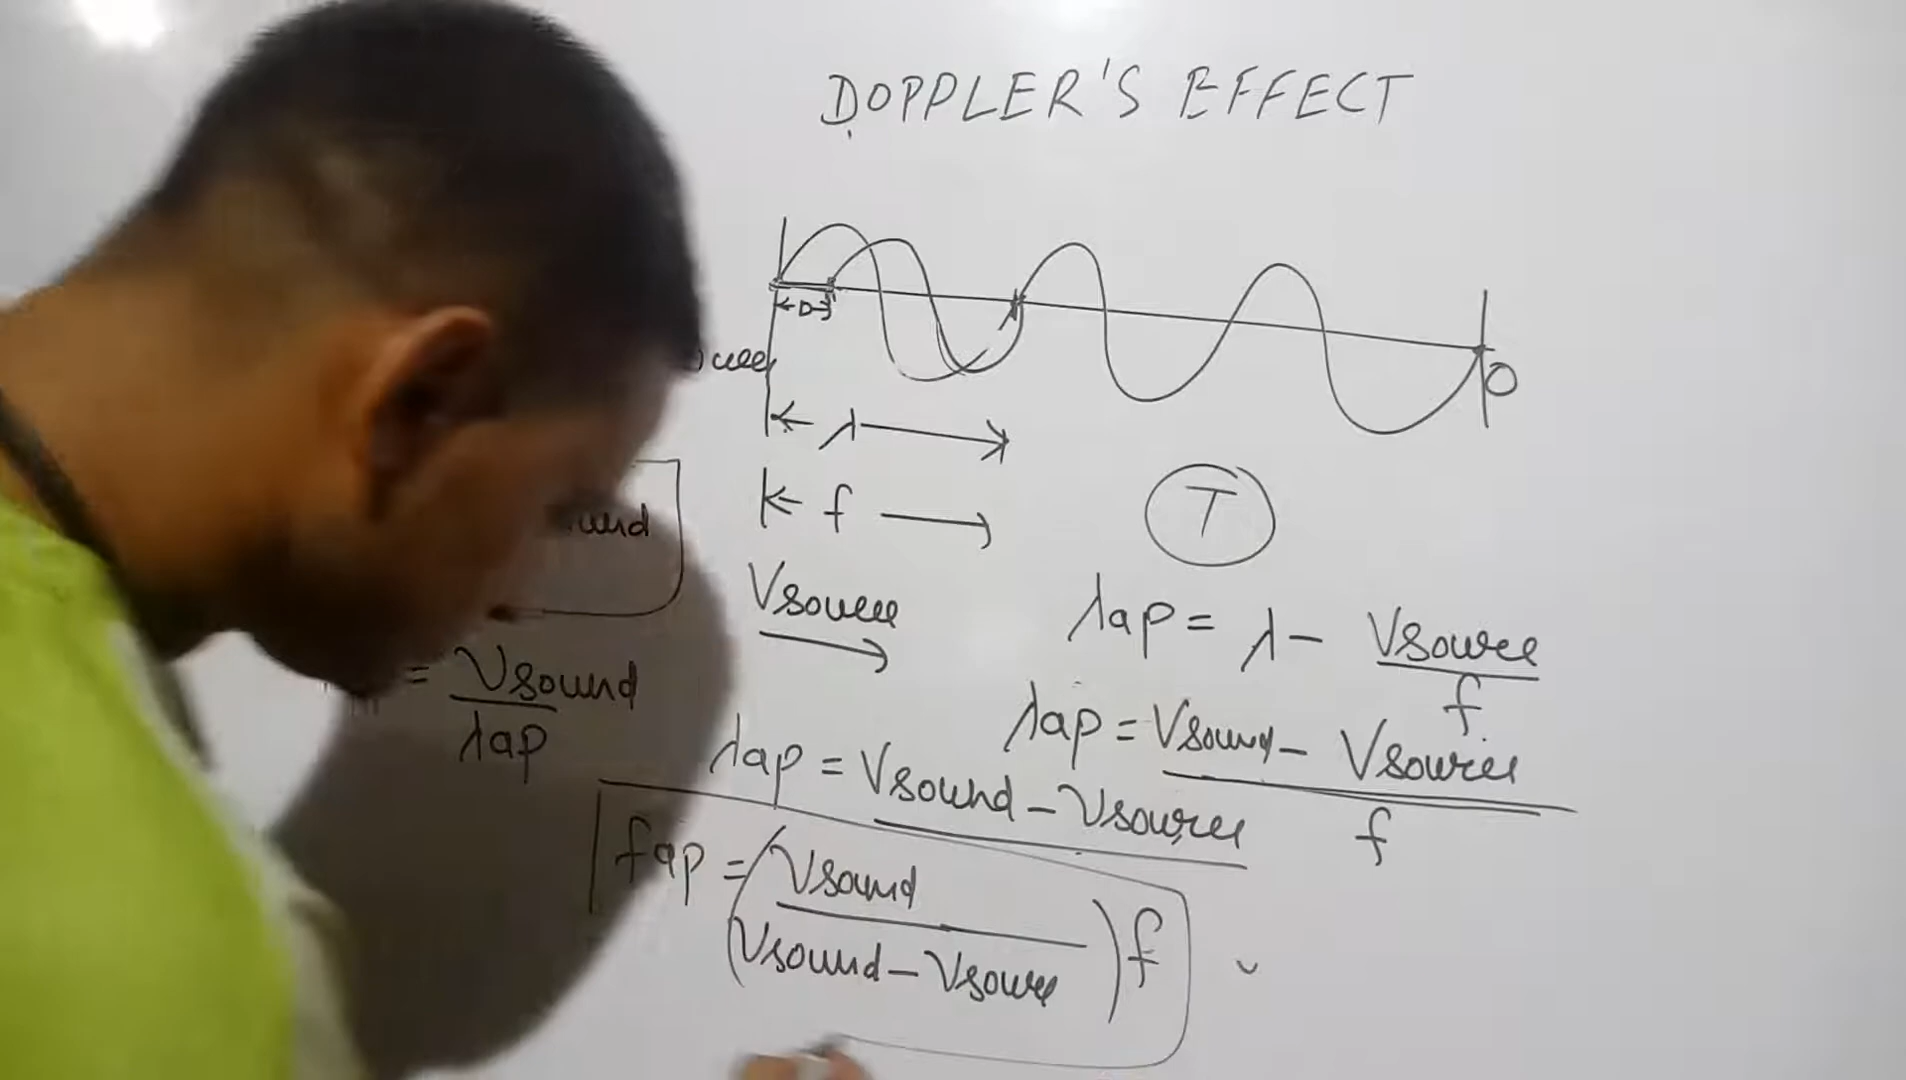 DOPPLER'S EFFECT
← D →
O
← λ →
← f →
T
Vsource
λap = λ - Vsource / f
= Vsound / λap
λap = Vsound - Vsource / f
λap = Vsound - Vsource
fap = ( Vsound / Vsound - Vsource ) f